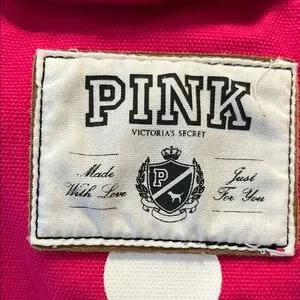 PINK
VICTORIA'S SECRET
Made
With Love
P
Just
For You